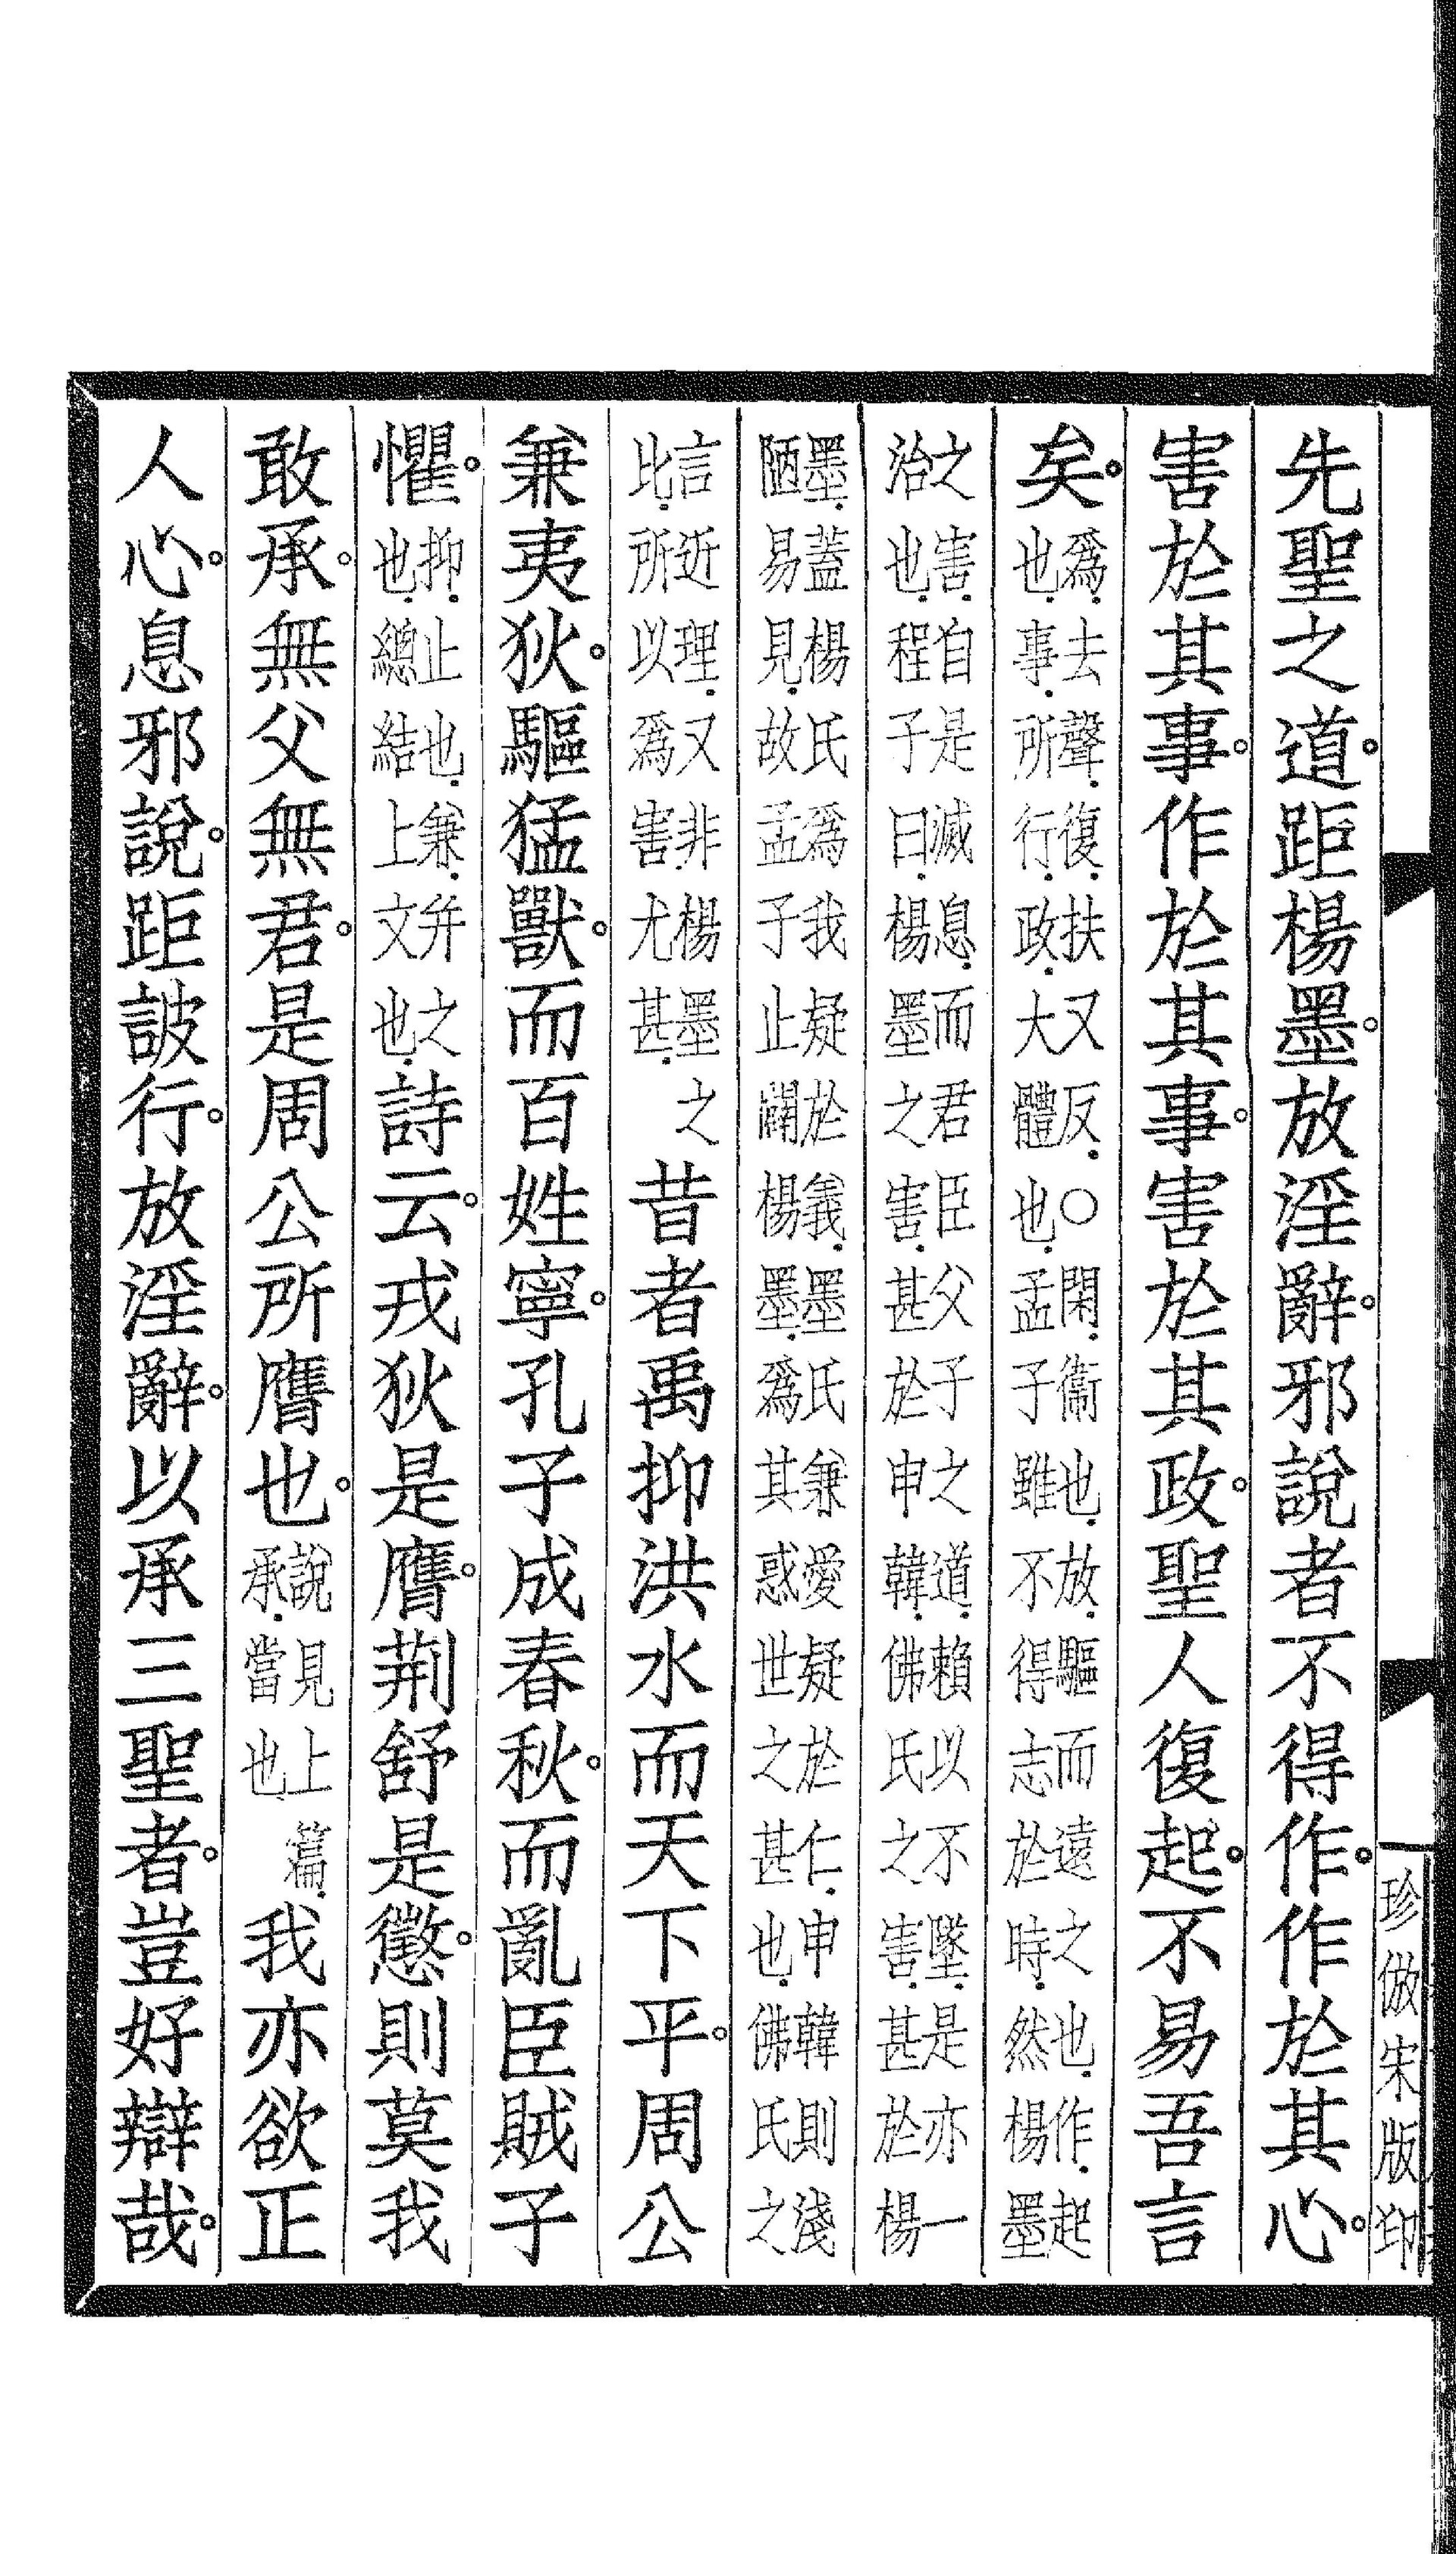 珍倣宋版印
先聖之道。距楊墨。放淫辭。邪說者不得作。作於其心。
害於其事。作於其事。害於其政。聖人復起。不易吾言
矣。爲、去聲、復、扶又反、○閑、衞也、放、驅而遠之也、作、起
也、事、所行、政、大體也、孟子雖不得志於時、然楊墨
之害、自是滅息、而君臣父子之道、賴以不墜、是亦一
治也、程子曰楊墨之害、甚於申韓、佛氏之害、甚於楊
墨、蓋楊氏爲我疑於義、墨氏兼愛疑於仁、申韓則淺
陋易見、故孟子止闢楊墨、爲其惑世之甚也、佛氏之
言近理、又非楊墨之
比、所以爲害尤甚、
昔者禹抑洪水而天下平。周公
兼夷狄。驅猛獸。而百姓寧。孔子成春秋。而亂臣賊子
懼。抑、止也、兼、并之
也、總結上文也、
詩云。戎狄是膺。荆舒是懲。則莫我
敢承。無父無君。是周公所膺也。說見上篇、
承、當也、
我亦欲正
人心。息邪說。距詖行。放淫辭。以承三聖者。豈好辯哉。